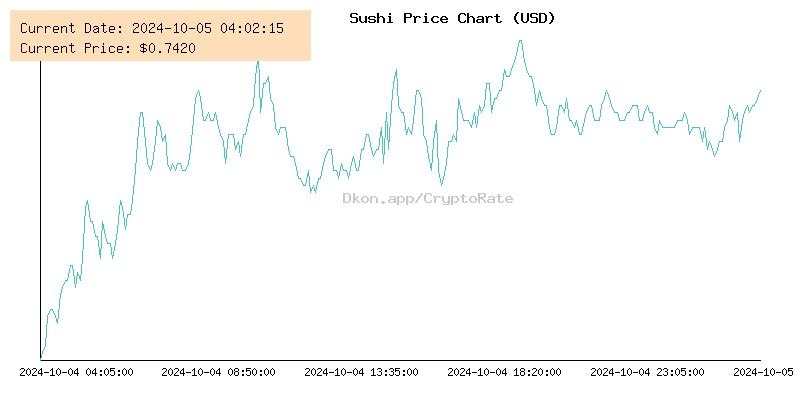 Sushi Price Chart (USD)
Current Date: 2024-10-05 04:02:15
Current Price: $0.7420
Dkon.app/CryptoRate
2024-10-04 04:05:00 2024-10-04 08:50:00 2024-10-04 13:35:00 2024-10-04 18:20:00 2024-10-04 23:05:00 2024-10-05